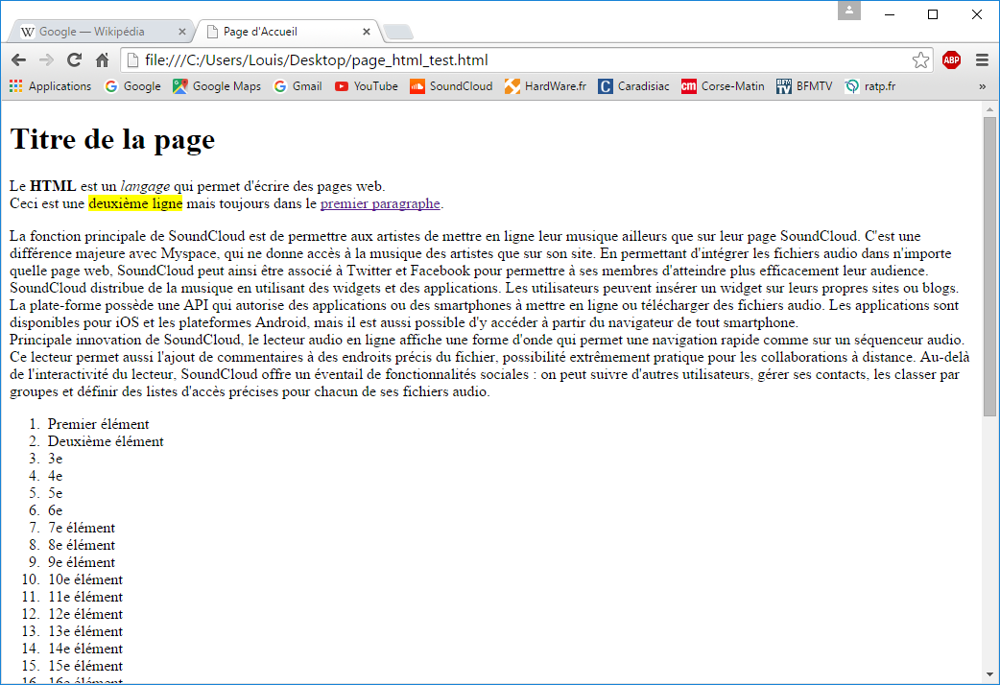 Google — Wikipédia
Page d'Accueil
file:///C:/Users/Louis/Desktop/page_html_test.html
ABP
Applications Google Google Maps Gmail YouTube SoundCloud HardWare.fr Caradisiac Corse-Matin BFMTV ratp.fr »
Titre de la page
Le HTML est un langage qui permet d'écrire des pages web.
Ceci est une deuxième ligne mais toujours dans le premier paragraphe.
La fonction principale de SoundCloud est de permettre aux artistes de mettre en ligne leur musique ailleurs que sur leur page SoundCloud. C'est une
différence majeure avec Myspace, qui ne donne accès à la musique des artistes que sur son site. En permettant d'intégrer les fichiers audio dans n'importe
quelle page web, SoundCloud peut ainsi être associé à Twitter et Facebook pour permettre à ses membres d'atteindre plus efficacement leur audience.
SoundCloud distribue de la musique en utilisant des widgets et des applications. Les utilisateurs peuvent insérer un widget sur leurs propres sites ou blogs.
La plate-forme possède une API qui autorise des applications ou des smartphones à mettre en ligne ou télécharger des fichiers audio. Les applications sont
disponibles pour iOS et les plateformes Android, mais il est aussi possible d'y accéder à partir du navigateur de tout smartphone.
Principale innovation de SoundCloud, le lecteur audio en ligne affiche une forme d'onde qui permet une navigation rapide comme sur un séquenceur audio.
Ce lecteur permet aussi l'ajout de commentaires à des endroits précis du fichier, possibilité extrêmement pratique pour les collaborations à distance. Au-delà
de l'interactivité du lecteur, SoundCloud offre un éventail de fonctionnalités sociales : on peut suivre d'autres utilisateurs, gérer ses contacts, les classer par
groupes et définir des listes d'accès précises pour chacun de ses fichiers audio.
1. Premier élément
2. Deuxième élément
3. 3e
4. 4e
5. 5e
6. 6e
7. 7e élément
8. 8e élément
9. 9e élément
10. 10e élément
11. 11e élément
12. 12e élément
13. 13e élément
14. 14e élément
15. 15e élément
16. 16e élément